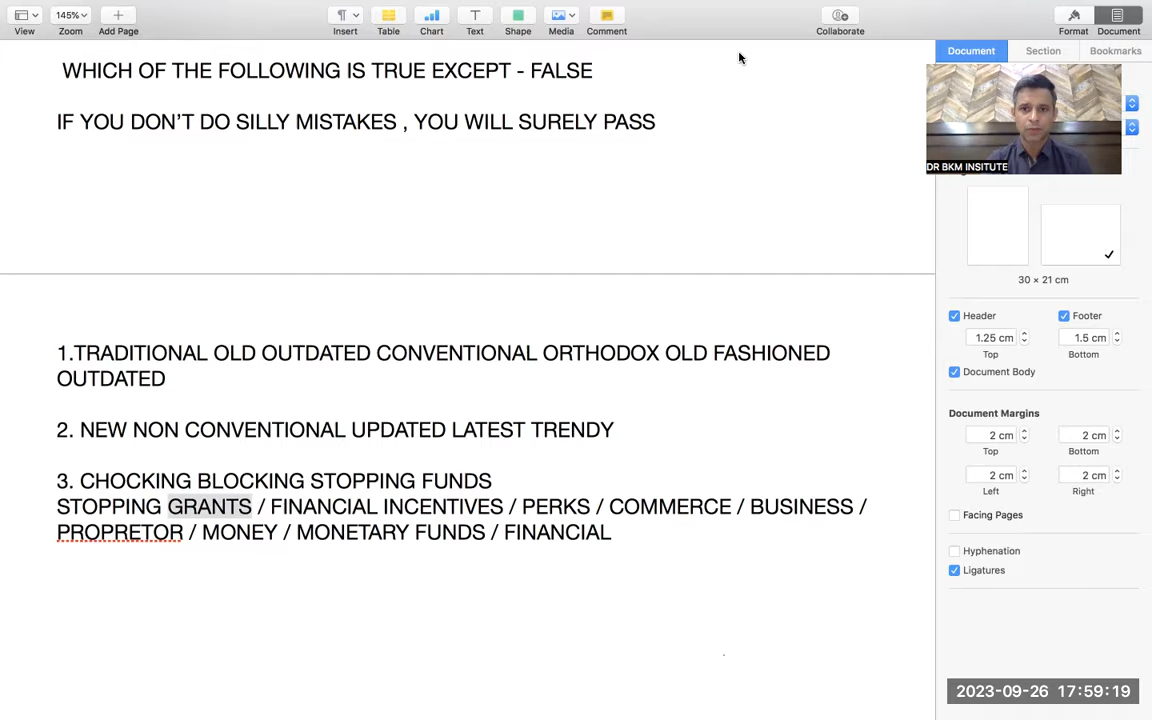 145%
View
Zoom
Add Page
Insert
Table
Chart
Text
Shape
Media
Comment
Collaborate
Format
Document
Document
Section
Bookmarks
WHICH OF THE FOLLOWING IS TRUE EXCEPT - FALSE
IF YOU DON'T DO SILLY MISTAKES , YOU WILL SURELY PASS
DR BKM INSITUTE
30 × 21 cm
Header
Footer
1.25 cm
1.5 cm
Top
Bottom
Document Body
Document Margins
2 cm
2 cm
Top
Bottom
2 cm
2 cm
Left
Right
Facing Pages
Hyphenation
Ligatures
1.TRADITIONAL OLD OUTDATED CONVENTIONAL ORTHODOX OLD FASHIONED
OUTDATED
2. NEW NON CONVENTIONAL UPDATED LATEST TRENDY
3. CHOCKING BLOCKING STOPPING FUNDS
STOPPING GRANTS / FINANCIAL INCENTIVES / PERKS / COMMERCE / BUSINESS /
PROPRETOR / MONEY / MONETARY FUNDS / FINANCIAL
2023-09-26 17:59:19